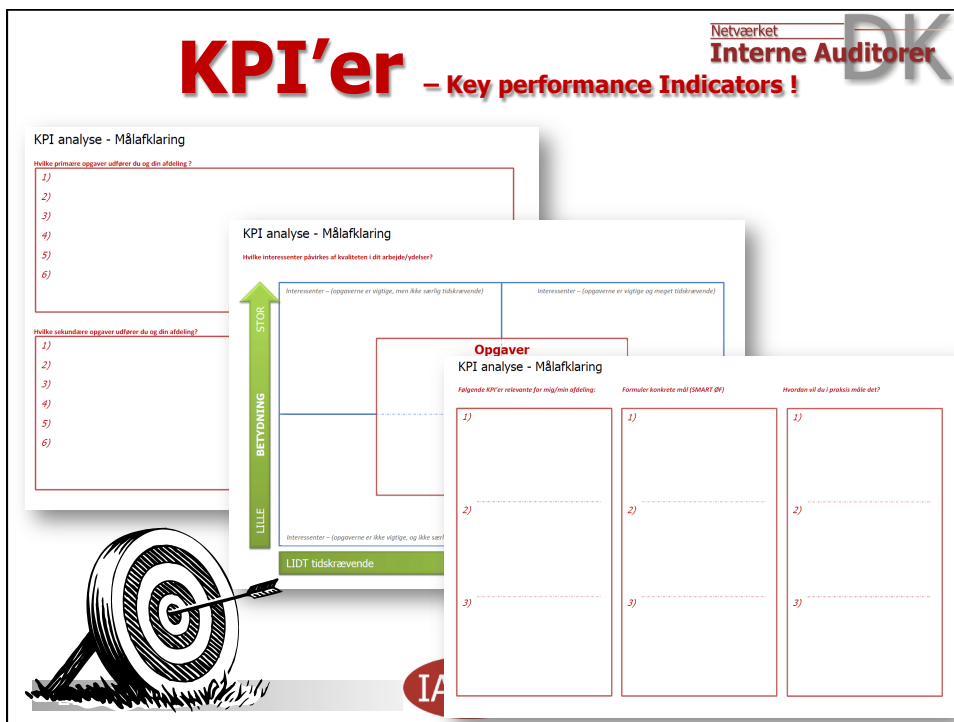 Netværket
Interne Auditorer
DK
KPI'er – Key performance Indicators !
KPI analyse - Målafklaring
Hvilke primære opgaver udfører du og din afdeling ?
1)
2)
3)
4)
5)
6)
Hvilke sekundære opgaver udfører du og din afdeling?
1)
2)
3)
4)
5)
6)
KPI analyse - Målafklaring
Hvilke interessenter påvirkes af kvaliteten i dit arbejde/ydelser?
STOR
BETYDNING
LILLE
Interessenter – (opgaverne er vigtige, men ikke særlig tidskrævende)
Interessenter – (opgaverne er vigtige og meget tidskrævende)
Opgaver
Interessenter – (opgaverne er ikke vigtige, og ikke
LIDT tidskrævende
KPI analyse - Målafklaring
Følgende KPI'er relevante for mig/min afdeling:
1)
2)
3)
Formuler konkrete mål (SMART ØF)
1)
2)
3)
Hvordan vil du i praksis måle det?
1)
2)
3)
IA